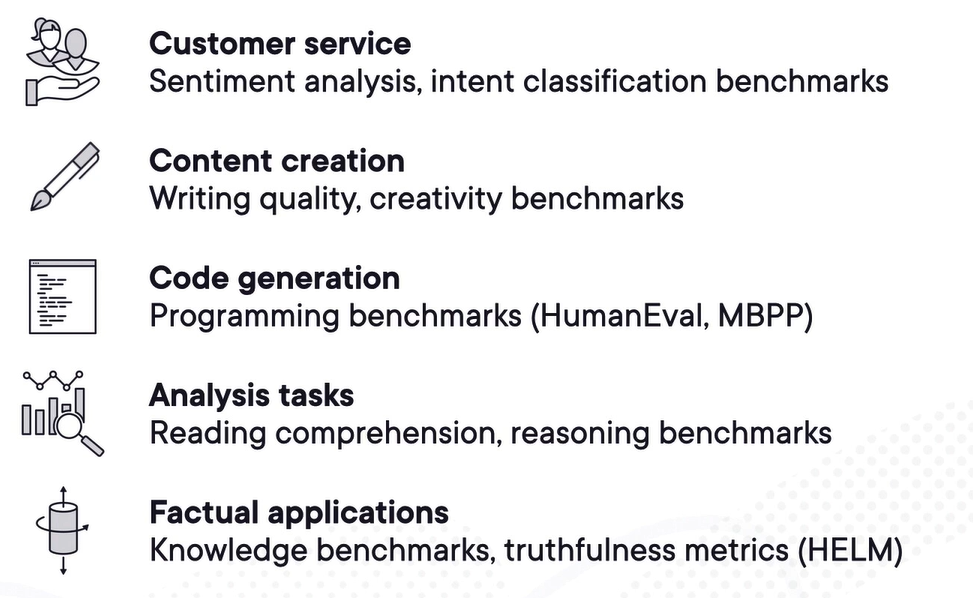 Customer service
Sentiment analysis, intent classification benchmarks
Content creation
Writing quality, creativity benchmarks
Code generation
Programming benchmarks (HumanEval, MBPP)
Analysis tasks
Reading comprehension, reasoning benchmarks
Factual applications
Knowledge benchmarks, truthfulness metrics (HELM)